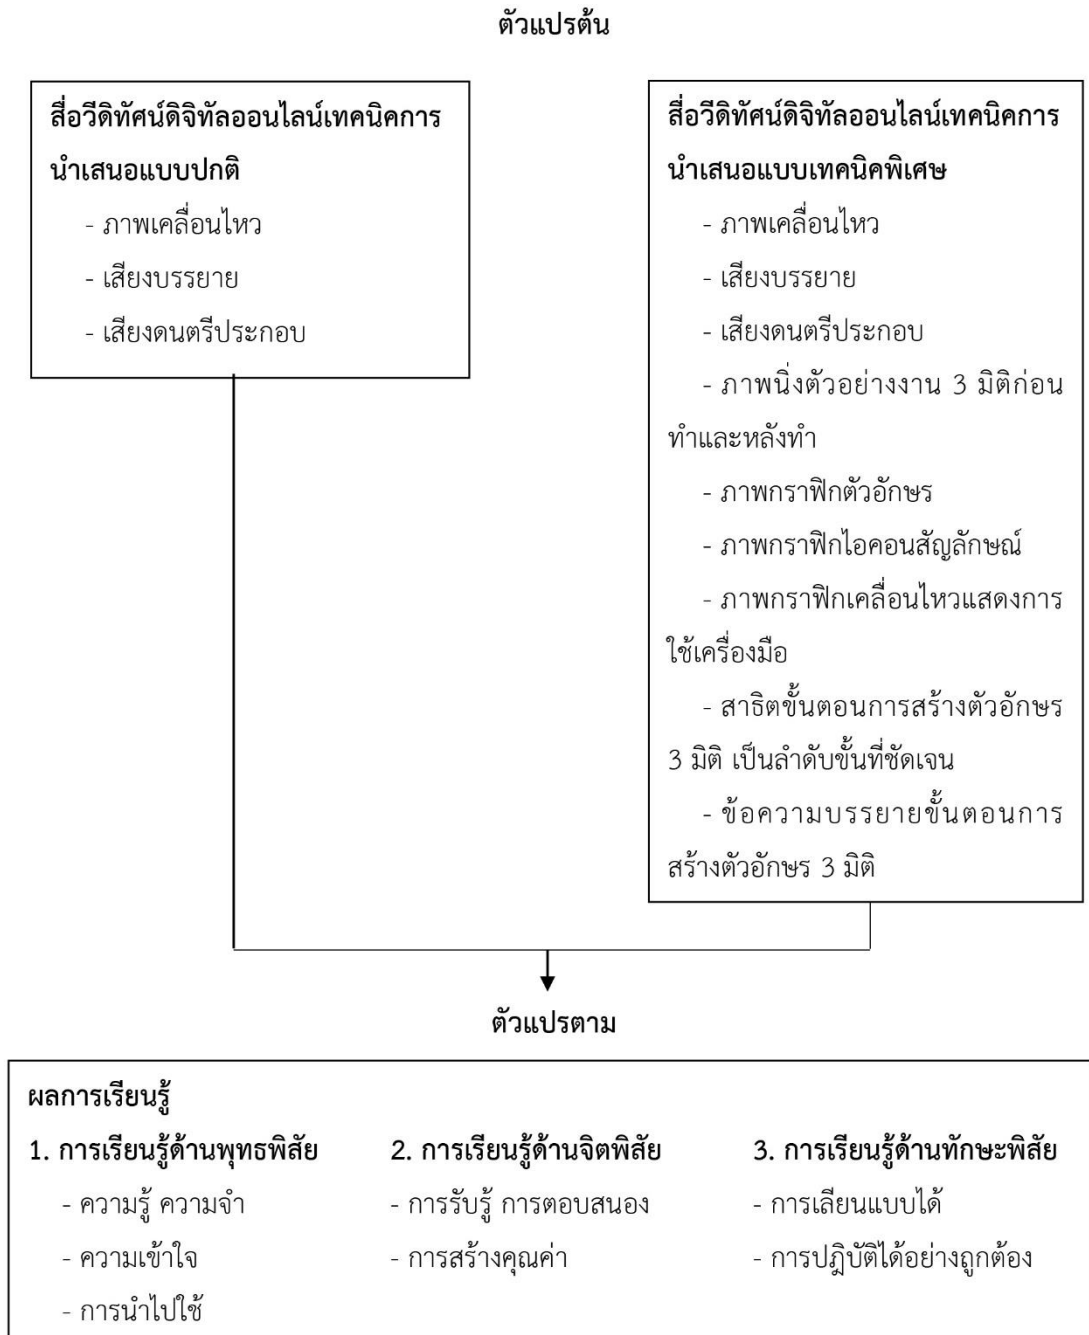 ตัวแปรต้น
สื่อวีดิทัศน์ดิจิทัลออนไลน์เทคนิคการ
นำเสนอแบบปกติ
- ภาพเคลื่อนไหว
- เสียงบรรยาย
- เสียงดนตรีประกอบ
สื่อวีดิทัศน์ดิจิทัลออนไลน์เทคนิคการ
นำเสนอแบบเทคนิคพิเศษ
- ภาพเคลื่อนไหว
- เสียงบรรยาย
- เสียงดนตรีประกอบ
- ภาพนิ่งตัวอย่างงาน 3 มิติก่อน
ทำและหลังทำ
- ภาพกราฟิกตัวอักษร
- ภาพกราฟิกไอคอนสัญลักษณ์
- ภาพกราฟิกเคลื่อนไหวแสดงการ
ใช้เครื่องมือ
- สาธิตขั้นตอนการสร้างตัวอักษร
3 มิติ เป็นลำดับขั้นที่ชัดเจน
- ข้อความบรรยายขั้นตอนการ
สร้างตัวอักษร 3 มิติ
ตัวแปรตาม
ผลการเรียนรู้
1. การเรียนรู้ด้านพุทธพิสัย
- ความรู้ ความจำ
- ความเข้าใจ
- การนำไปใช้
2. การเรียนรู้ด้านจิตพิสัย
- การรับรู้ การตอบสนอง
- การสร้างคุณค่า
3. การเรียนรู้ด้านทักษะพิสัย
- การเลียนแบบได้
- การปฎิบัติได้อย่างถูกต้อง